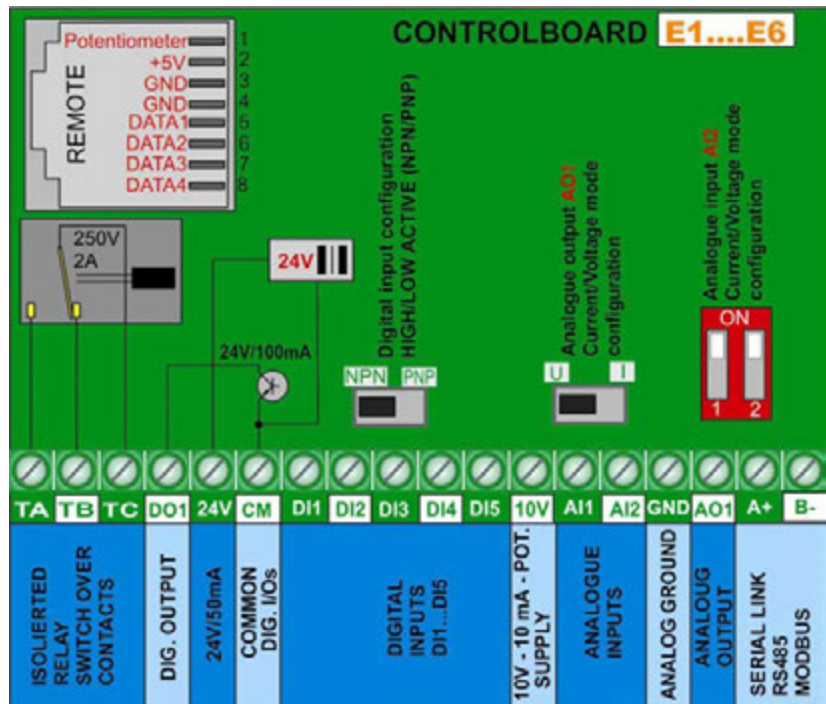 CONTROLBOARD E1....E6
Potentiometer 1
+5V 2
GND 3
GND 4
DATA1 5
DATA2 6
DATA3 7
DATA4 8
REMOTE
250V
2A
24V
24V/100mA
Digital input configuration
HIGH/LOW ACTIVE (NPN/PNP)
NPN PNP
Analogue output AO1
Current/Voltage mode
configuration
U I
Analogue input AI2
Current/Voltage mode
configuration
ON
1 2
TA TB TC DO1 24V CM DI1 DI2 DI3 DI4 DI5 10V AI1 AI2 GND AO1 A+ B-
ISOLIERTED
RELAY
SWITCH OVER
CONTACTS
DIG. OUTPUT
24V/50mA
COMMON
DIG. I/Os
DIGITAL
INPUTS
DI1...DI5
10V - 10 mA - POT.
SUPPLY
ANALOGUE
INPUTS
ANALOG GROUND
ANALOUG
OUTPUT
SERIAL LINK
RS485
MODBUS